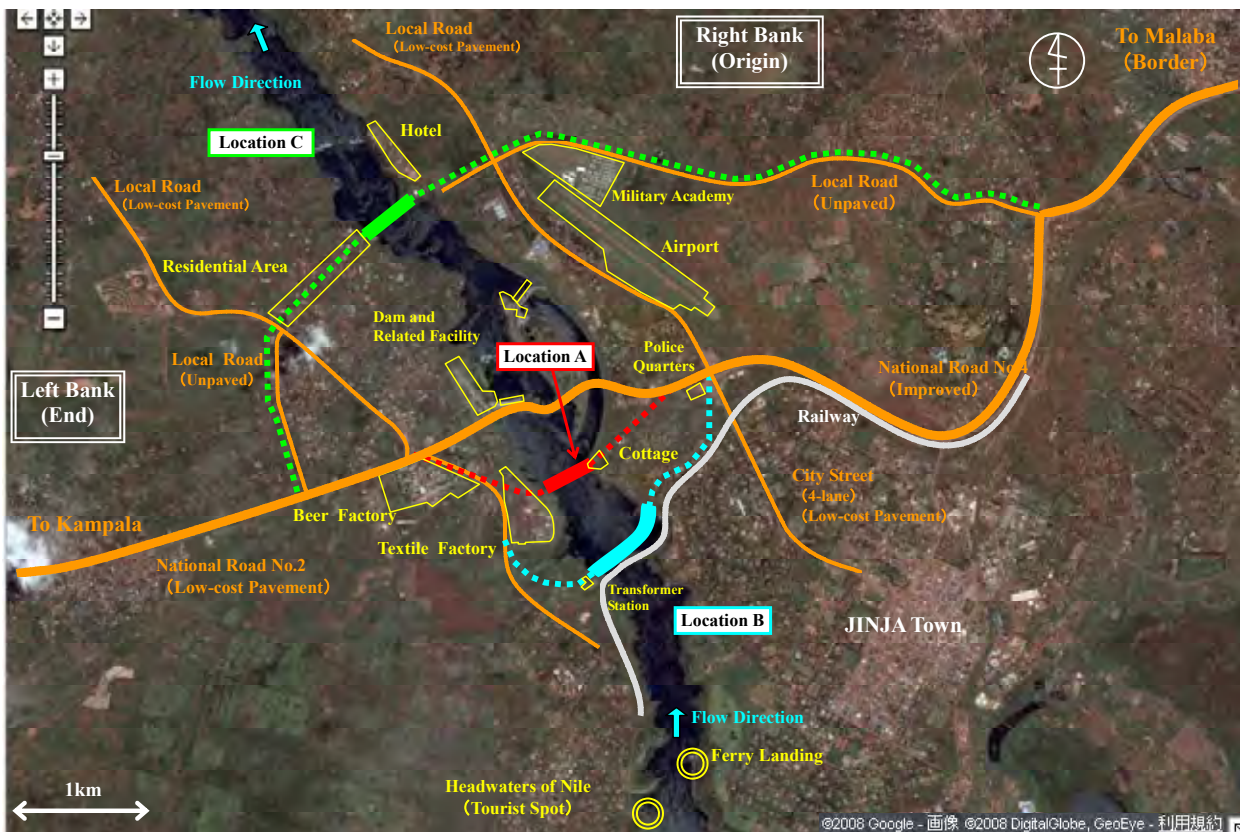 Local Road
（Low-cost Pavement）
Right Bank
(Origin)
To Malaba
（Border）
Flow Direction
Location C
Hotel
Local Road
（Low-cost Pavement）
Military Academy
Local Road
（Unpaved）
Airport
Residential Area
Dam and
Related Facility
Location A
Police
Quarters
Local Road
（Unpaved）
Left Bank
(End)
National Road No.4
（Improved）
Railway
Cottage
City Street
（4-lane）
（Low-cost Pavement）
To Kampala
Beer Factory
Textile Factory
National Road No.2
（Low-cost Pavement）
Transformer
Station
Location B
JINJA Town
Flow Direction
Ferry Landing
Headwaters of Nile
（Tourist Spot）
1km
©2008 Google - 画像 ©2008 DigitalGlobe, GeoEye - 利用規約